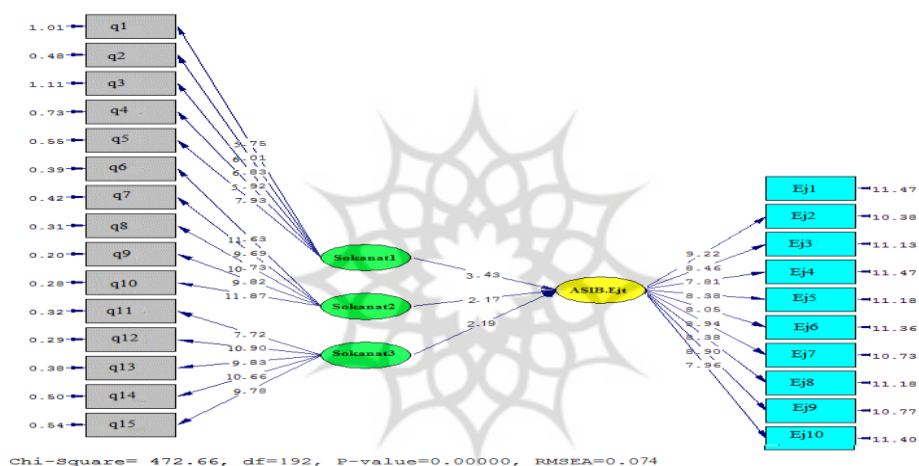 1.01 q1
0.48 q2
1.11 q3
0.73 q4
0.55 q5
0.39 q6
0.42 q7
0.31 q8
0.20 q9
0.28 q10
0.32 q11
0.29 q12
0.38 q13
0.50 q14
0.54 q15
3.75
6.01
6.83
5.92
7.93
11.63
9.69
10.73
9.82
11.87
7.72
10.90
9.83
10.66
9.78
Sokanat1
Sokanat2
Sokanat3
3.43
2.17
2.19
ASIB.Ejt
9.22
8.46
7.81
8.38
8.05
8.94
8.38
8.90
7.96
Ej1 11.47
Ej2 10.38
Ej3 11.13
Ej4 11.47
Ej5 11.18
Ej6 11.36
Ej7 10.73
Ej8 11.18
Ej9 10.77
Ej10 11.40
Chi-Square= 472.66, df=192, P-value=0.00000, RMSEA=0.074